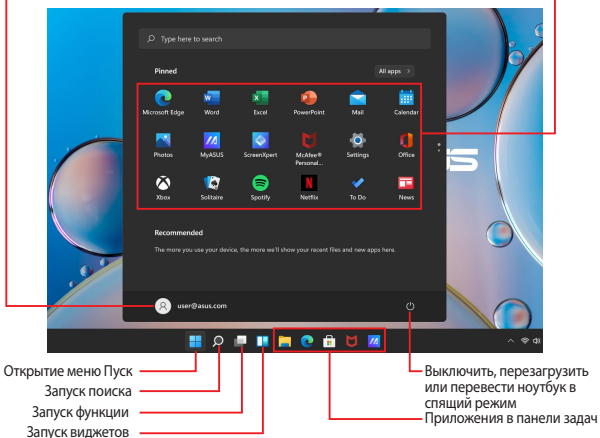 Type here to search
Pinned
All apps >
Microsoft Edge Word Excel PowerPoint Mail Calendar
Photos MyASUS ScreenXpert McAfee® Personal... Settings Office
Xbox Solitaire Spotify Netflix To Do News
Recommended
The more you use your device, the more we'll show your recent files and new apps here.
user@asus.com
Открытие меню Пуск
Запуск поиска
Запуск функции
Запуск виджетов
Выключить, перезагрузить
или перевести ноутбук в
спящий режим
Приложения в панели задач